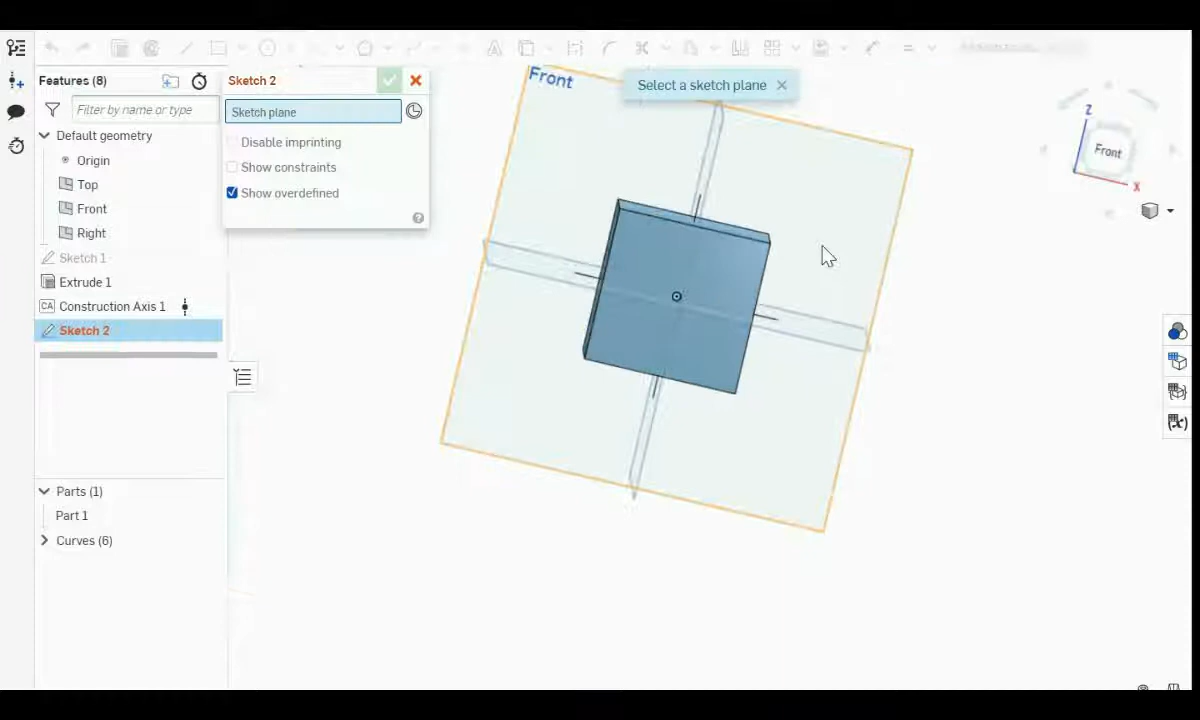 Features (8)
Filter by name or type
Default geometry
Origin
Top
Front
Right
Sketch 1
Extrude 1
CA
Construction Axis 1
Sketch 2
Parts (1)
Part 1
Curves (6)
Sketch 2
Sketch plane
Disable imprinting
Show constraints
Show overdefined
Front
Select a sketch plane
Z
Front
X
(x)